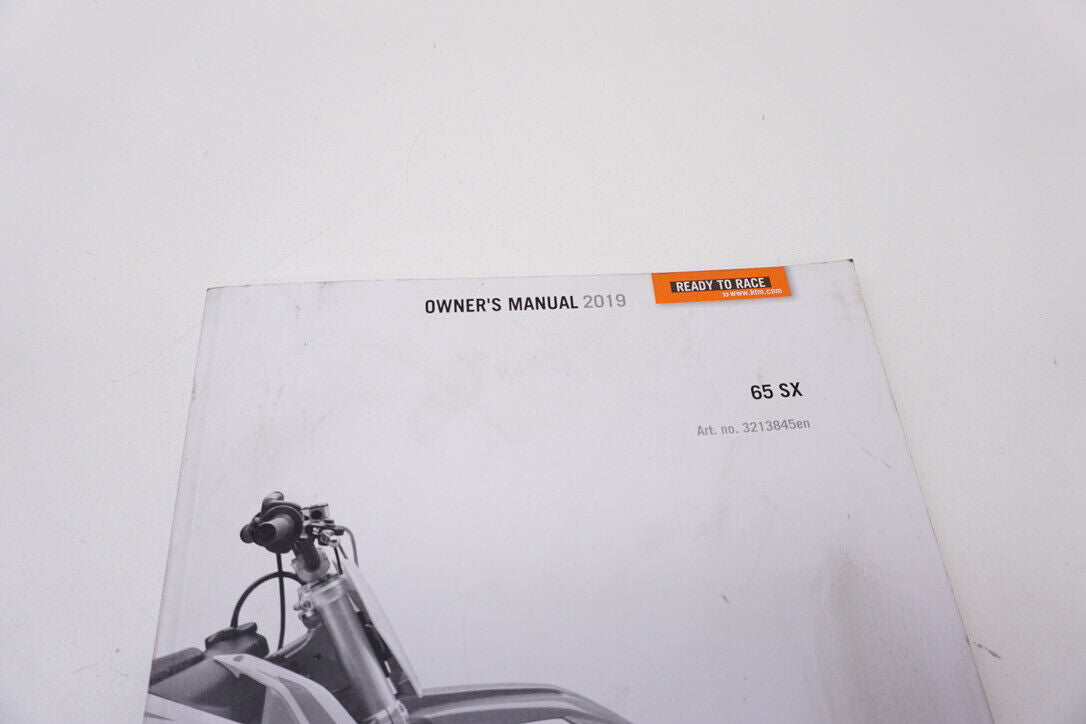 OWNER'S MANUAL 2019
READY TO RACE
›› www.ktm.com
65 SX
Art. no. 3213845en